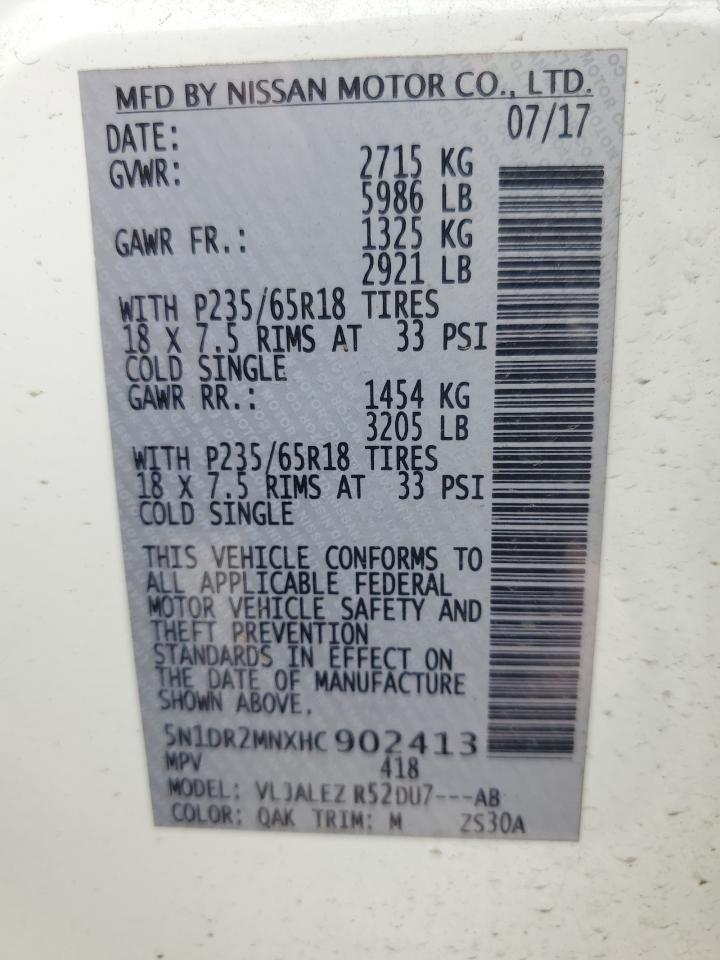 MFD BY NISSAN MOTOR CO., LTD.
DATE: 07/17
GVWR: 2715 KG
5986 LB
GAWR FR.: 1325 KG
2921 LB
WITH P235/65R18 TIRES
18 X 7.5 RIMS AT 33 PSI
COLD SINGLE
GAWR RR.: 1454 KG
3205 LB
WITH P235/65R18 TIRES
18 X 7.5 RIMS AT 33 PSI
COLD SINGLE
THIS VEHICLE CONFORMS TO
ALL APPLICABLE FEDERAL
MOTOR VEHICLE SAFETY AND
THEFT PREVENTION
STANDARDS IN EFFECT ON
THE DATE OF MANUFACTURE
SHOWN ABOVE.
5N1DR2MNXHC902413
MPV 418
MODEL: VLJALEZ R52DU7---AB
COLOR: QAK TRIM: M ZS30A